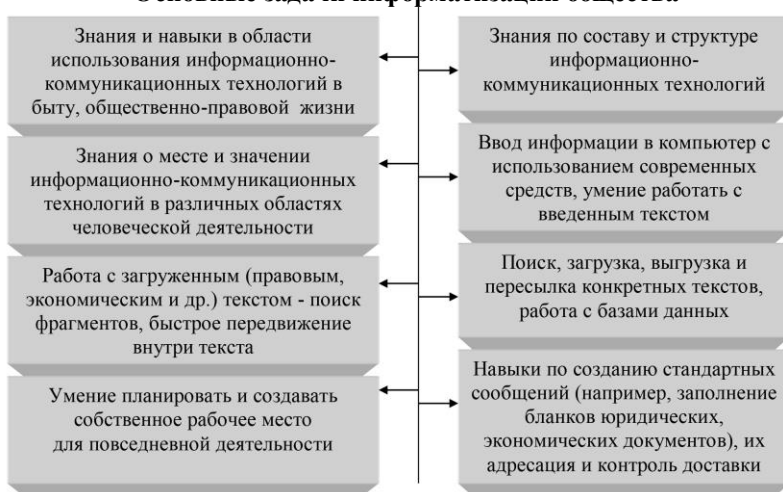 Основные задачи информатизации общества
Знания и навыки в области
использования информационно-
коммуникационных технологий в
быту, общественно-правовой жизни
Знания о месте и значении
информационно-коммуникационных
технологий в различных областях
человеческой деятельности
Работа с загруженным (правовым,
экономическим и др.) текстом - поиск
фрагментов, быстрое передвижение
внутри текста
Умение планировать и создавать
собственное рабочее место
для повседневной деятельности
Знания по составу и структуре
информационно-
коммуникационных технологий
Ввод информации в компьютер с
использованием современных
средств, умение работать с
введенным текстом
Поиск, загрузка, выгрузка и
пересылка конкретных текстов,
работа с базами данных
Навыки по созданию стандартных
сообщений (например, заполнение
бланков юридических,
экономических документов), их
адресация и контроль доставки